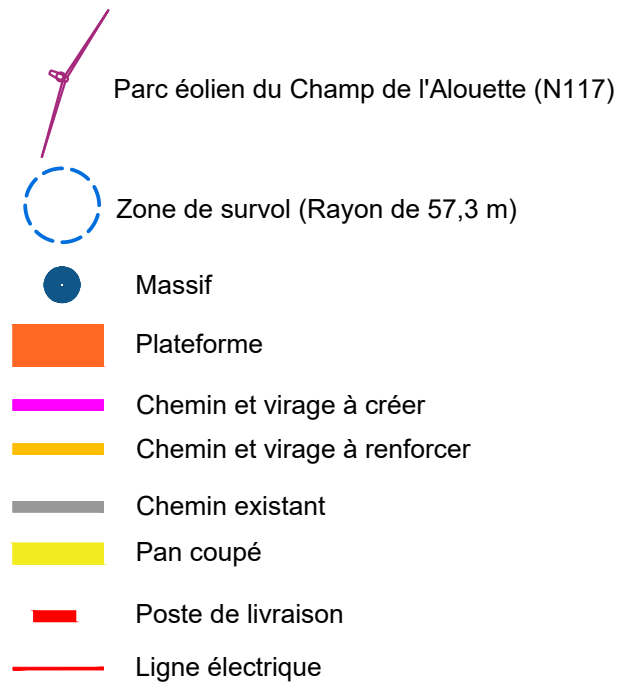 Parc éolien du Champ de l'Alouette (N117)
Zone de survol (Rayon de 57,3 m)
Massif
Plateforme
Chemin et virage à créer
Chemin et virage à renforcer
Chemin existant
Pan coupé
Poste de livraison
Ligne électrique